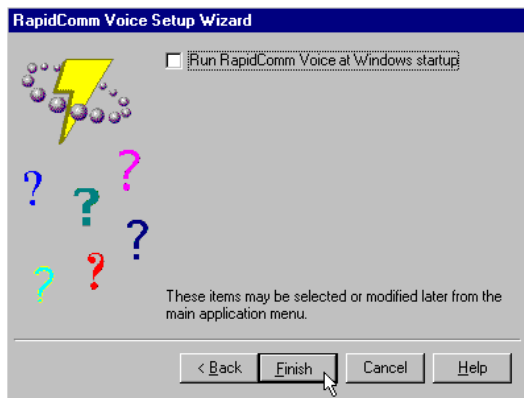 RapidComm Voice Setup Wizard
Run RapidComm Voice at Windows startup
? ? ? ? ? ?
These items may be selected or modified later from the
main application menu.
< Back Finish Cancel Help